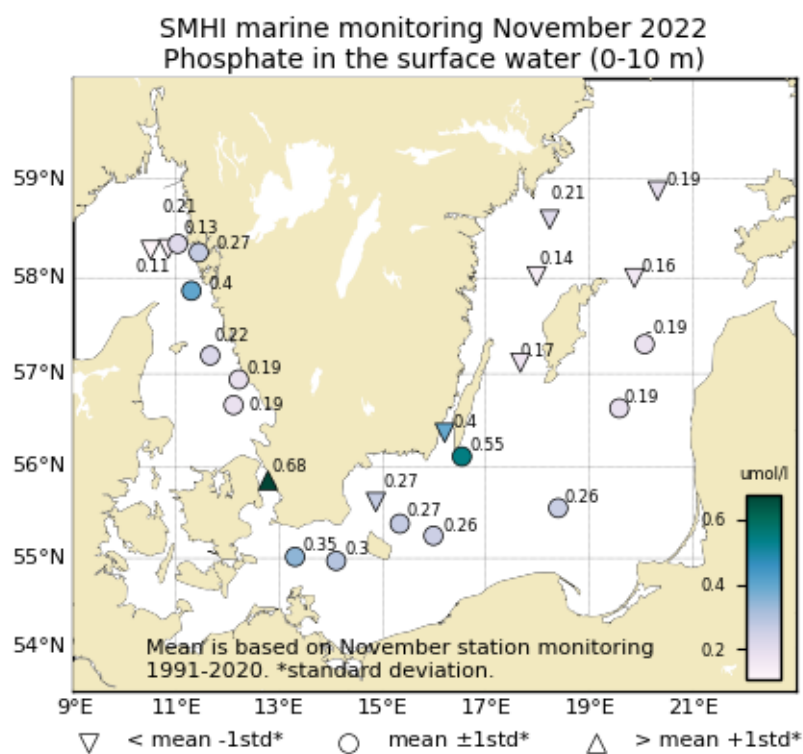 SMHI marine monitoring November 2022
Phosphate in the surface water (0-10 m)
59°N
58°N
57°N
56°N
55°N
54°N
0.21
0.13
0.27
0.11
0.4
0.22
0.19
0.19
0.68
0.35
0.3
0.27
0.27
0.26
0.4
0.55
0.26
0.21
0.19
0.14
0.16
0.17
0.19
0.19
umol/l
0.6
0.4
0.2
Mean is based on November station monitoring
1991-2020. *standard deviation.
9°E 11°E 13°E 15°E 17°E 19°E 21°E
< mean -1std* mean ±1std* > mean +1std*